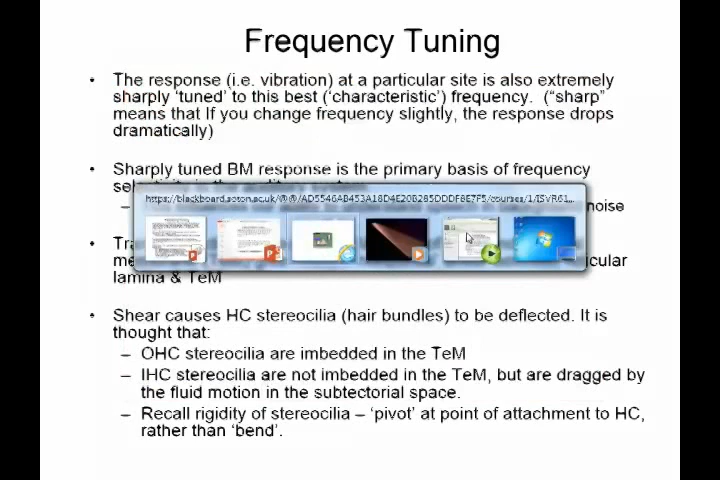 Frequency Tuning
• The response (i.e. vibration) at a particular site is also extremely
sharply 'tuned' to this best ('characteristic') frequency. ("sharp"
means that If you change frequency slightly, the response drops
dramatically)
• Sharply tuned BM response is the primary basis of frequency
noise
lamina & TeM
• Shear causes HC stereocilia (hair bundles) to be deflected. It is
thought that:
– OHC stereocilia are imbedded in the TeM
– IHC stereocilia are not imbedded in the TeM, but are dragged by
the fluid motion in the subtectorial space.
– Recall rigidity of stereocilia – 'pivot' at point of attachment to HC,
rather than 'bend'.